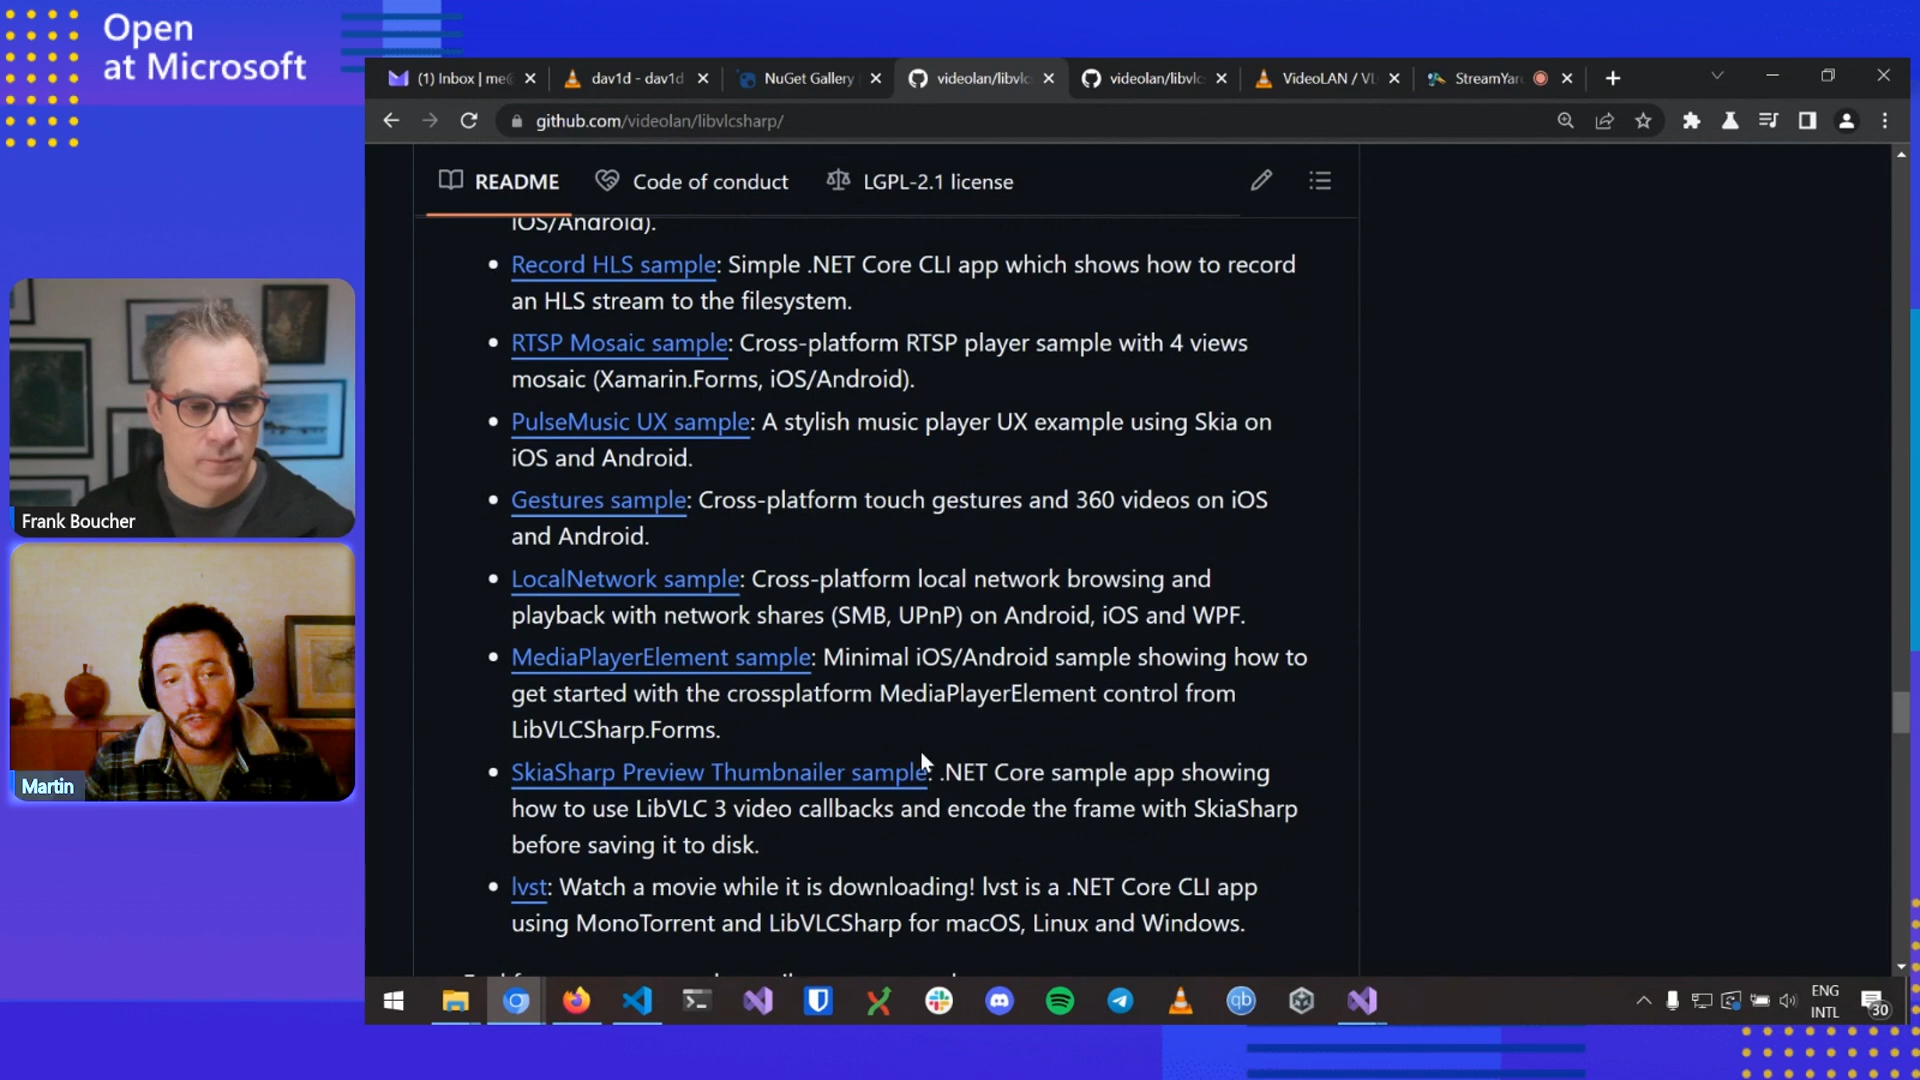 Open
at Microsoft
(1) Inbox | me@
dav1d - dav1d
NuGet Gallery
videolan/libvlc
videolan/libvlc
VideoLAN / VL
StreamYar
github.com/videolan/libvlcsharp/
README
Code of conduct
LGPL-2.1 license
iOS/Android).
Record HLS sample: Simple .NET Core CLI app which shows how to record
an HLS stream to the filesystem.
RTSP Mosaic sample: Cross-platform RTSP player sample with 4 views
mosaic (Xamarin.Forms, iOS/Android).
PulseMusic UX sample: A stylish music player UX example using Skia on
iOS and Android.
Gestures sample: Cross-platform touch gestures and 360 videos on iOS
and Android.
LocalNetwork sample: Cross-platform local network browsing and
playback with network shares (SMB, UPnP) on Android, iOS and WPF.
MediaPlayerElement sample: Minimal iOS/Android sample showing how to
get started with the crossplatform MediaPlayerElement control from
LibVLCSharp.Forms.
SkiaSharp Preview Thumbnailer sample: .NET Core sample app showing
how to use LibVLC 3 video callbacks and encode the frame with SkiaSharp
before saving it to disk.
lvst: Watch a movie while it is downloading! lvst is a .NET Core CLI app
using MonoTorrent and LibVLCSharp for macOS, Linux and Windows.
Frank Boucher
Martin
qb
ENG
INTL
30